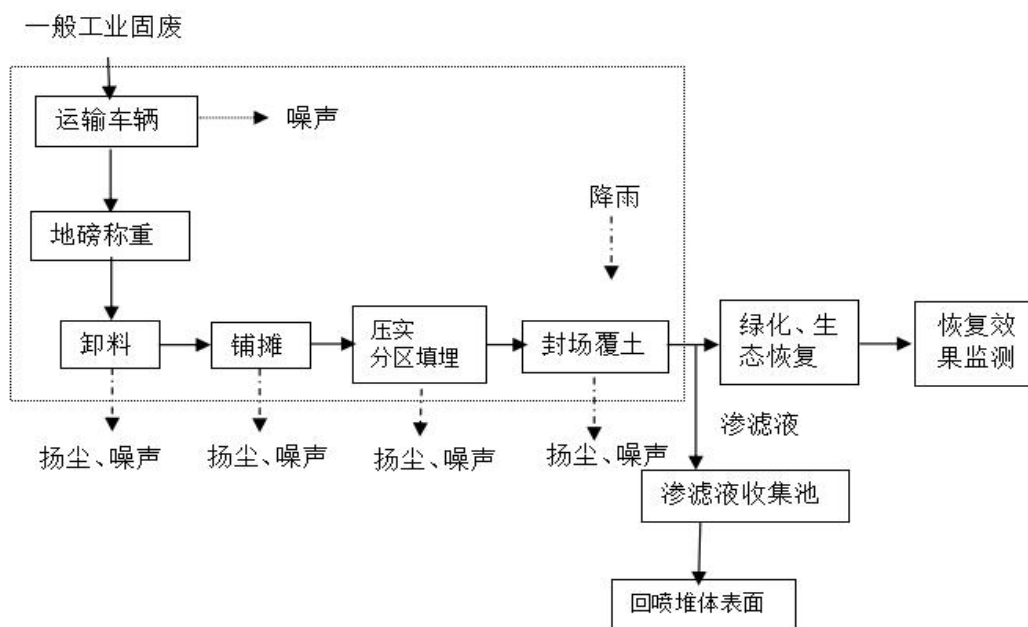 一般工业固废
运输车辆
噪声
降雨
地磅称重
卸料
铺摊
压实
分区填埋
封场覆土
绿化、生
态恢复
恢复效
果监测
扬尘、噪声
扬尘、噪声
扬尘、噪声
扬尘、噪声
渗滤液
渗滤液收集池
回喷堆体表面